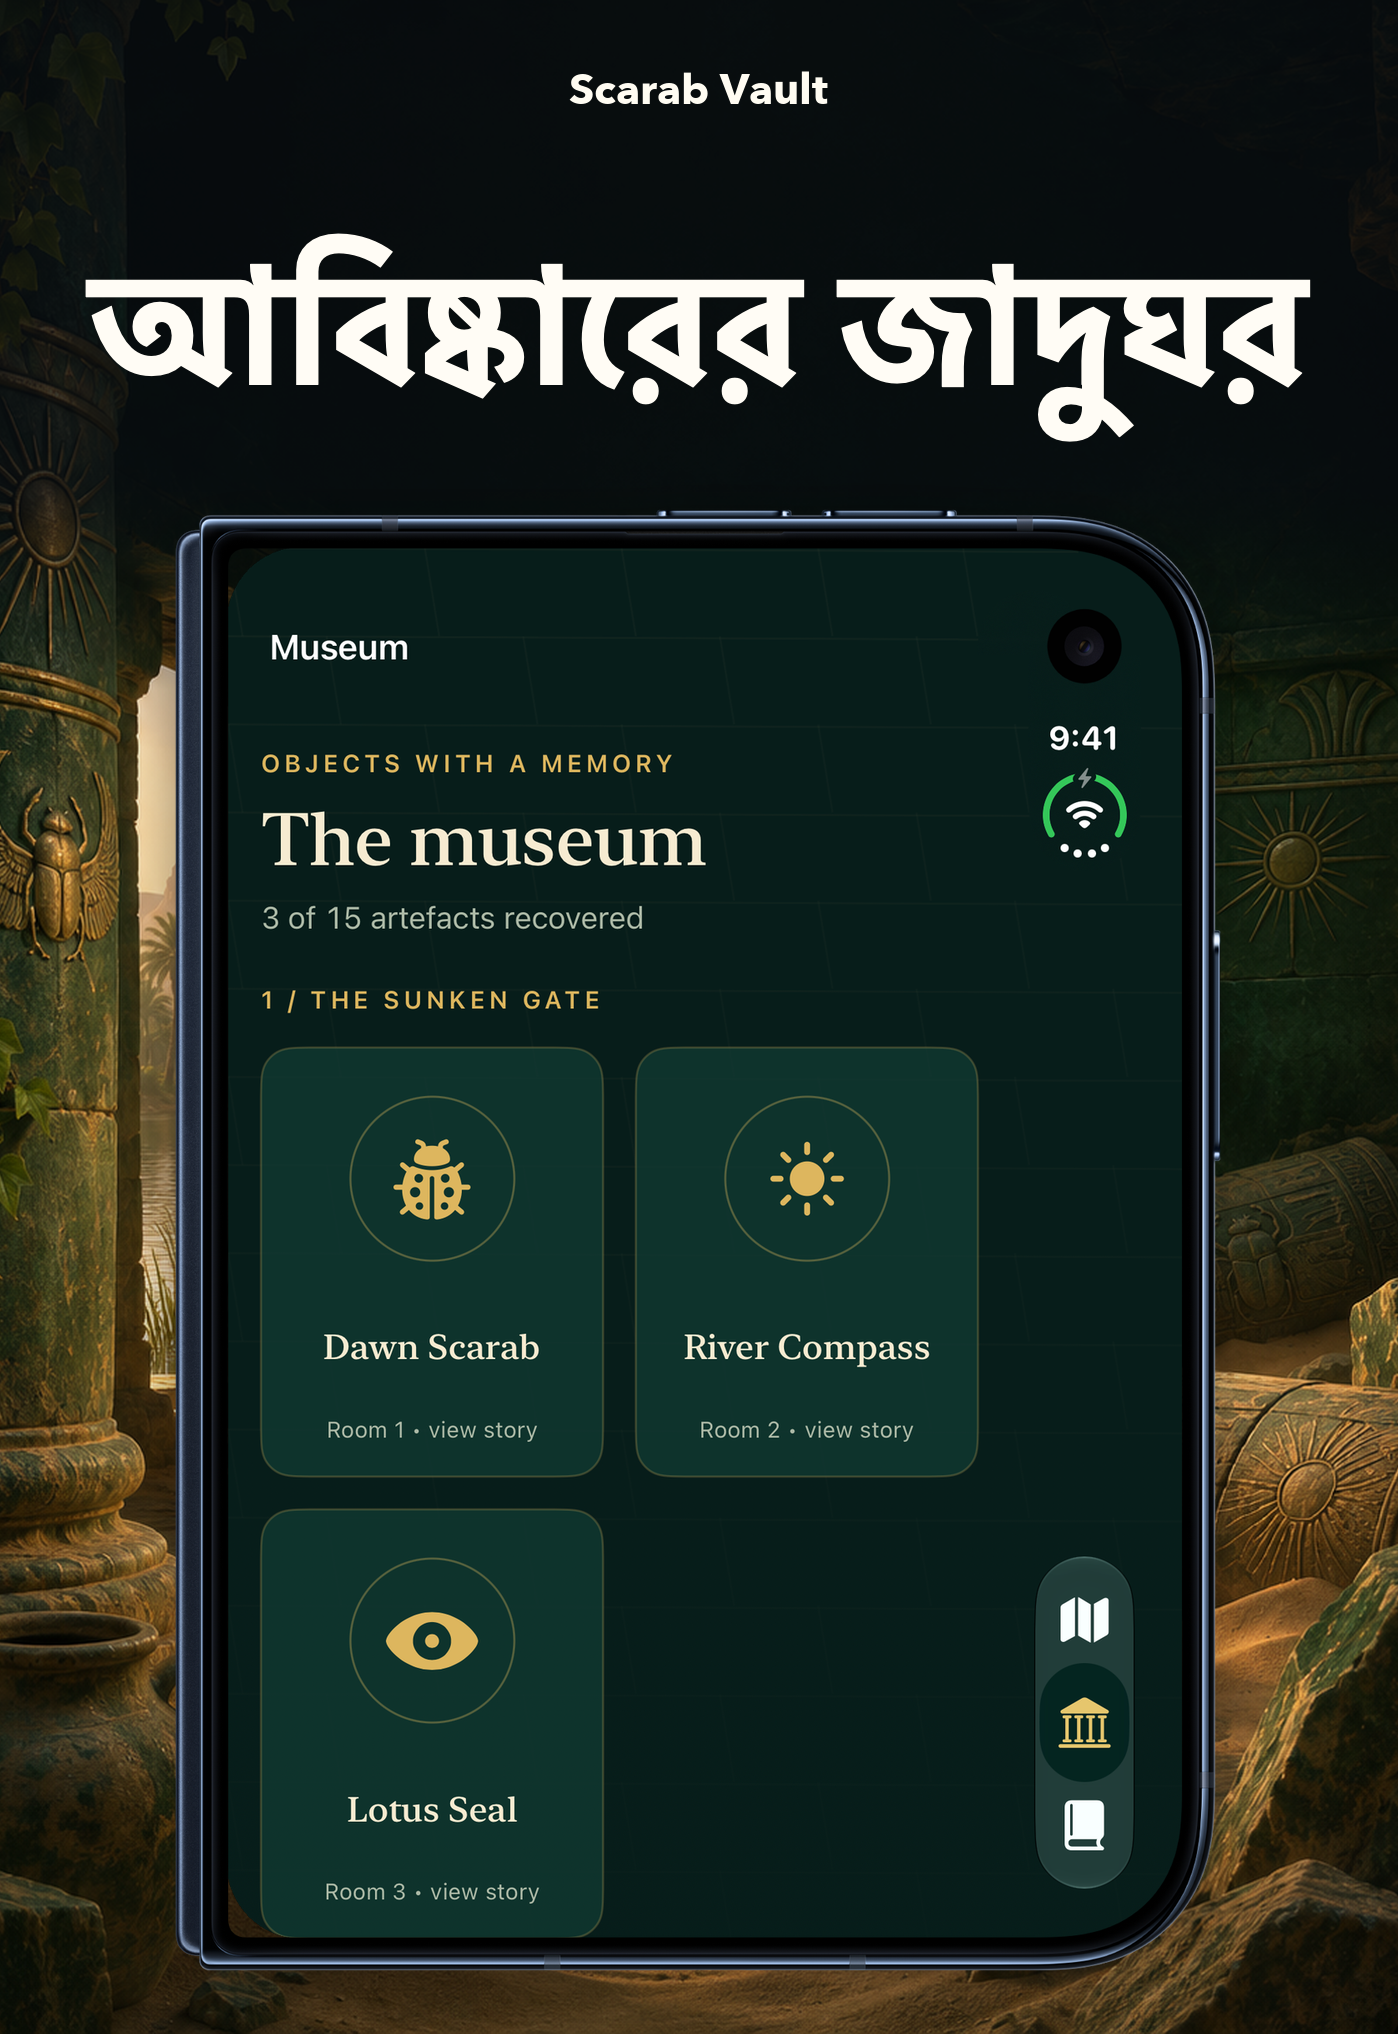 Scarab Vault
আবিষ্কারের জাদুঘর
Museum
9:41
OBJECTS WITH A MEMORY
The museum
3 of 15 artefacts recovered
1 / THE SUNKEN GATE
Dawn Scarab
Room 1 • view story
River Compass
Room 2 • view story
Lotus Seal
Room 3 • view story